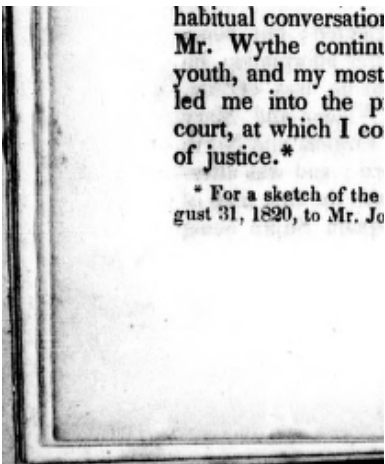 habitual conversation
Mr. Wythe continu
youth, and my most
led me into the p
court, at which I co
of justice.*
* For a sketch of the
gust 31, 1820, to Mr. Jo